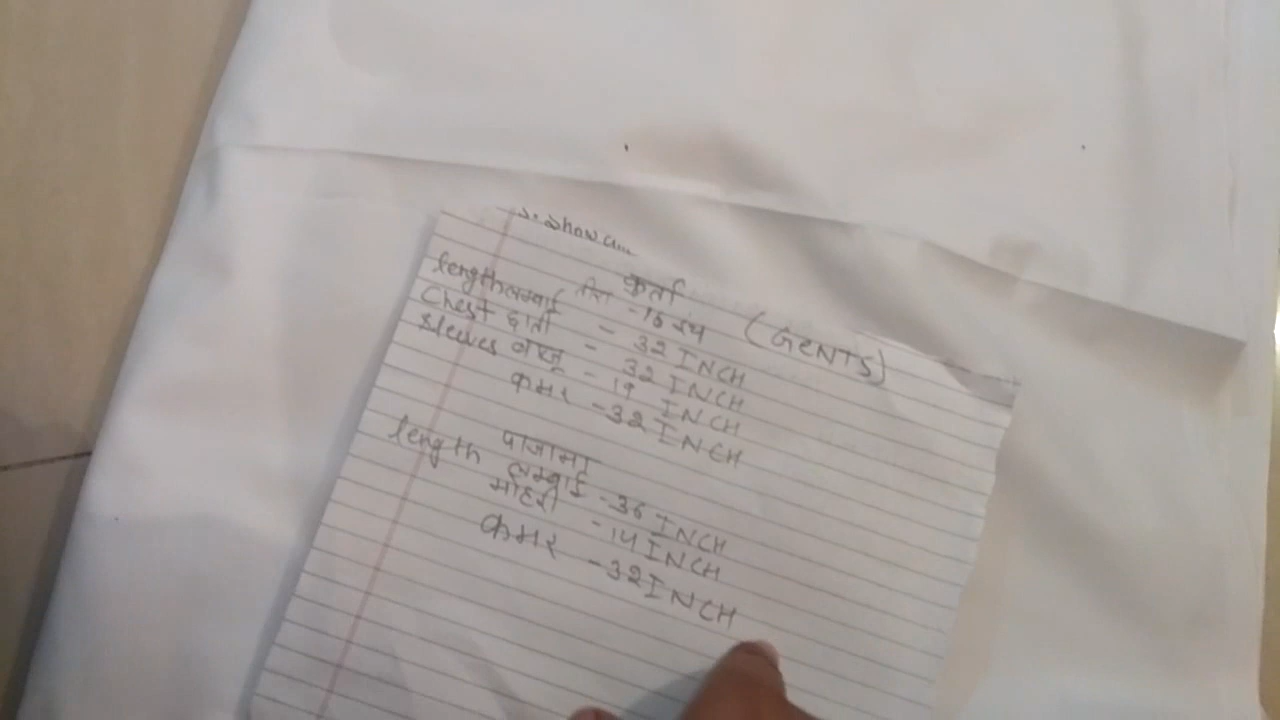 कुर्ता
(GENTS)
तीरा -16 इंच
length लम्बाई - 32 INCH
Chest छाती - 32 INCH
Sleeves बाजू - 19 INCH
कमर -32 INCH
पाजामा
length लम्बाई -36 INCH
मोहरी -14 INCH
कमर -32 INCH